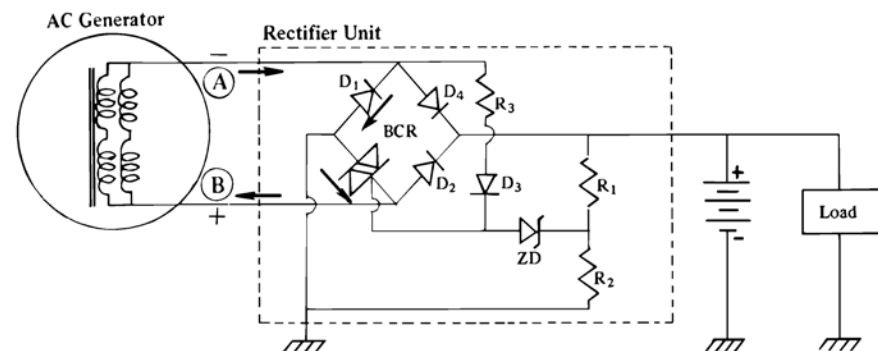 AC Generator
Rectifier Unit
−
A
D1
D4
R3
BCR
B
+
D2
D3
R1
ZD
R2
+
-
Load